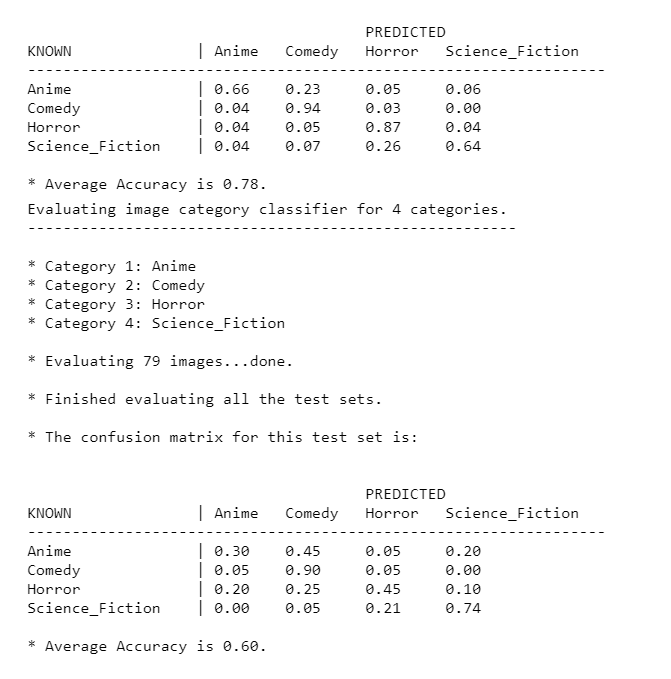 PREDICTED
KNOWN | Anime Comedy Horror Science_Fiction
-----------------------------------------------------------------
Anime | 0.66 0.23 0.05 0.06
Comedy | 0.04 0.94 0.03 0.00
Horror | 0.04 0.05 0.87 0.04
Science_Fiction | 0.04 0.07 0.26 0.64
* Average Accuracy is 0.78.
Evaluating image category classifier for 4 categories.
-------------------------------------------------------
* Category 1: Anime
* Category 2: Comedy
* Category 3: Horror
* Category 4: Science_Fiction
* Evaluating 79 images...done.
* Finished evaluating all the test sets.
* The confusion matrix for this test set is:
PREDICTED
KNOWN | Anime Comedy Horror Science_Fiction
-----------------------------------------------------------------
Anime | 0.30 0.45 0.05 0.20
Comedy | 0.05 0.90 0.05 0.00
Horror | 0.20 0.25 0.45 0.10
Science_Fiction | 0.00 0.05 0.21 0.74
* Average Accuracy is 0.60.